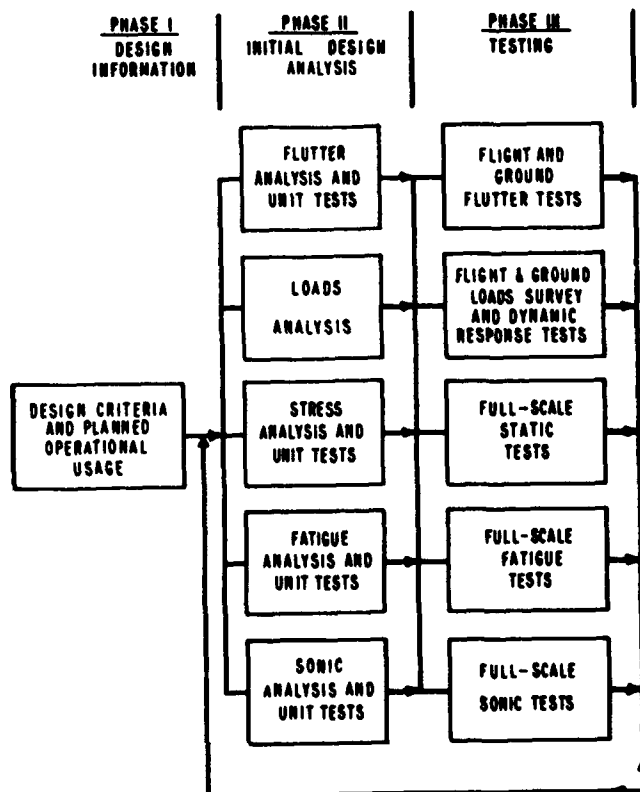 PHASE I
DESIGN
INFORMATION
PHASE II
INITIAL DESIGN
ANALYSIS
PHASE III
TESTING
FLUTTER
ANALYSIS AND
UNIT TESTS
FLIGHT AND
GROUND
FLUTTER TESTS
LOADS
ANALYSIS
FLIGHT & GROUND
LOADS SURVEY
AND DYNAMIC
RESPONSE TESTS
DESIGN CRITERIA
AND PLANNED
OPERATIONAL
USAGE
STRESS
ANALYSIS AND
UNIT TESTS
FULL-SCALE
STATIC
TESTS
FATIGUE
ANALYSIS AND
UNIT TESTS
FULL-SCALE
FATIGUE
TESTS
SONIC
ANALYSIS AND
UNIT TESTS
FULL-SCALE
SONIC TESTS